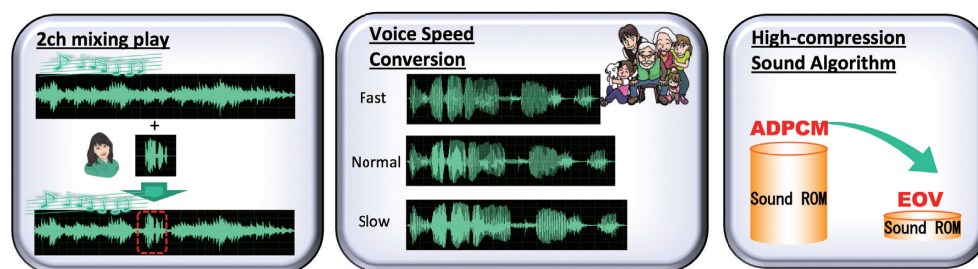 2ch mixing play
+
Voice Speed
Conversion
Fast
Normal
Slow
High-compression
Sound Algorithm
ADPCM
Sound ROM
EOV
Sound ROM